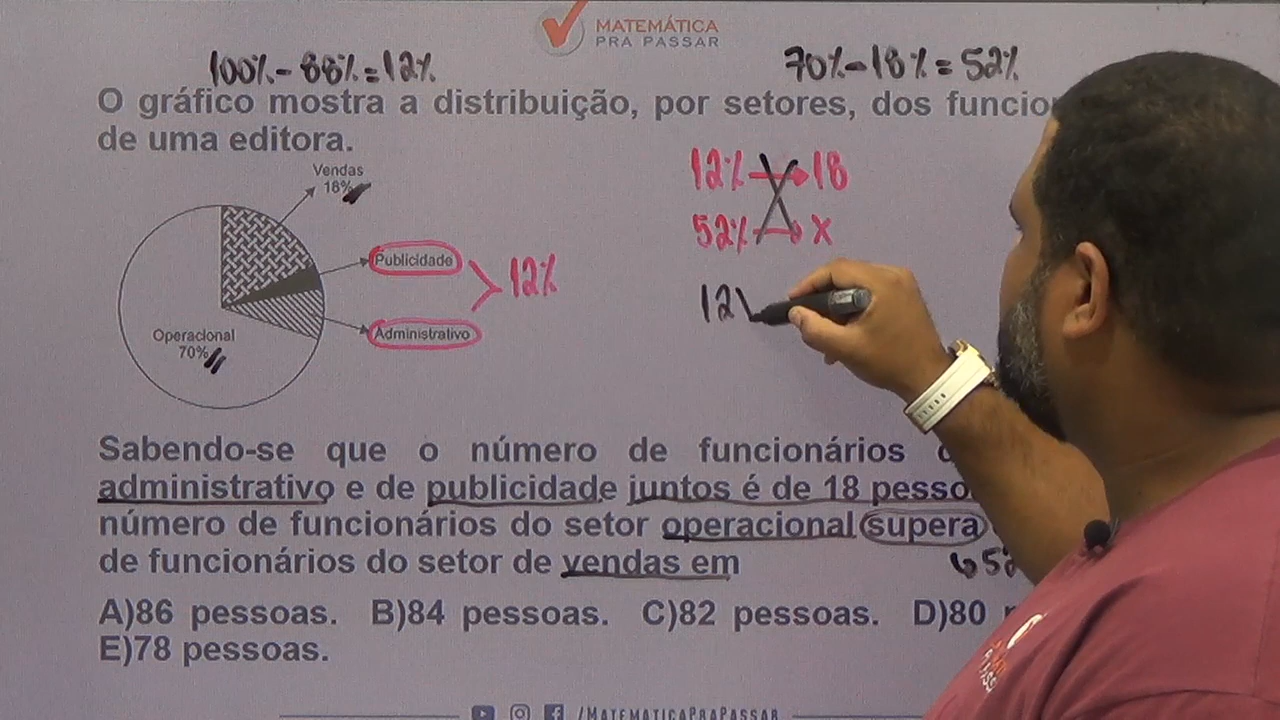 MATEMÁTICA
PRA PASSAR
100%-88%=12%
70%-18%=52%
O gráfico mostra a distribuição, por setores, dos
de uma editora.
Vendas
18%
Publicidade
Administrativo
12%
Operacional
70%
12% → 18
52% → x
12
Sabendo-se que o número de funcionários
administrativo e de publicidade juntos é de 18
número de funcionários do setor operacional supera
de funcionários do setor de vendas em
A)86 pessoas. B)84 pessoas. C)82 pessoas. D)80
E)78 pessoas.
/MATEMATICAPRAPASSAR